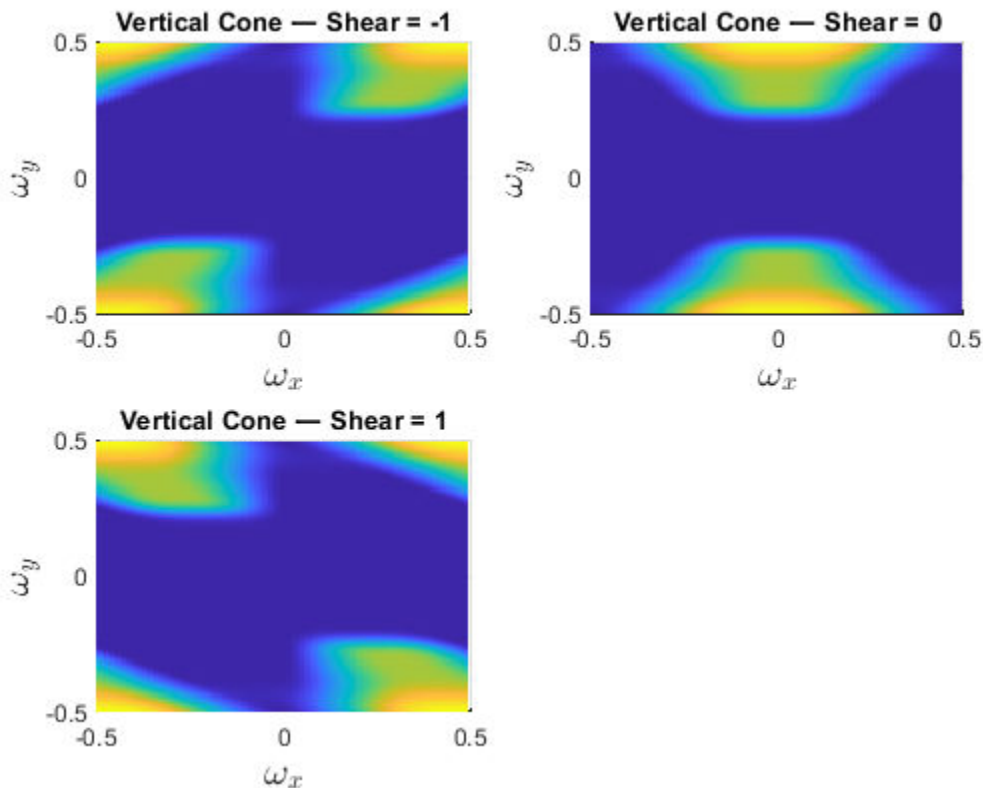 Vertical Cone — Shear = -1
0.5
ω_y
0
-0.5
-0.5 0 0.5
ω_x
Vertical Cone — Shear = 0
0.5
ω_y
0
-0.5
-0.5 0 0.5
ω_x
Vertical Cone — Shear = 1
0.5
ω_y
0
-0.5
-0.5 0 0.5
ω_x